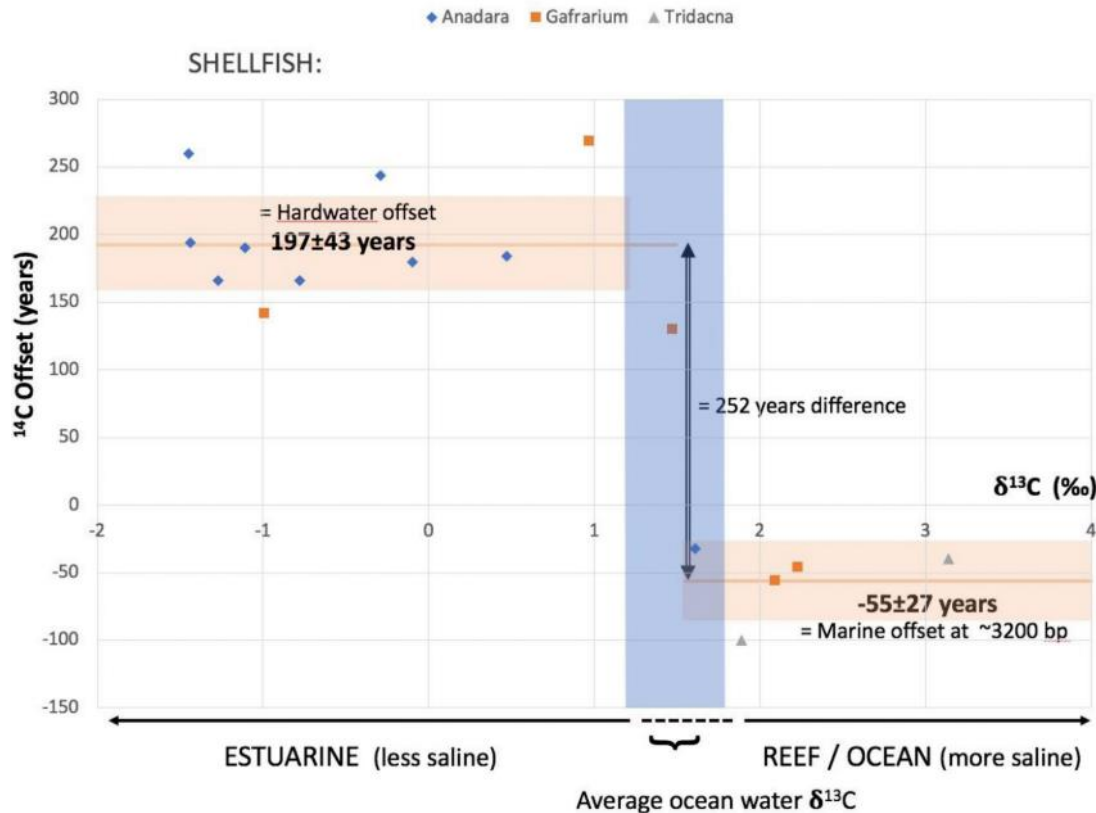 Anadara Gafrarium Tridacna
SHELLFISH:
300
250
200
150
100
50
0
-50
-100
-150
¹⁴C Offset (years)
= Hardwater offset
197±43 years
= 252 years difference
δ¹³C (‰)
-2 -1 0 1 2 3 4
-55±27 years
= Marine offset at ~3200 bp
ESTUARINE (less saline)
REEF / OCEAN (more saline)
Average ocean water δ¹³C